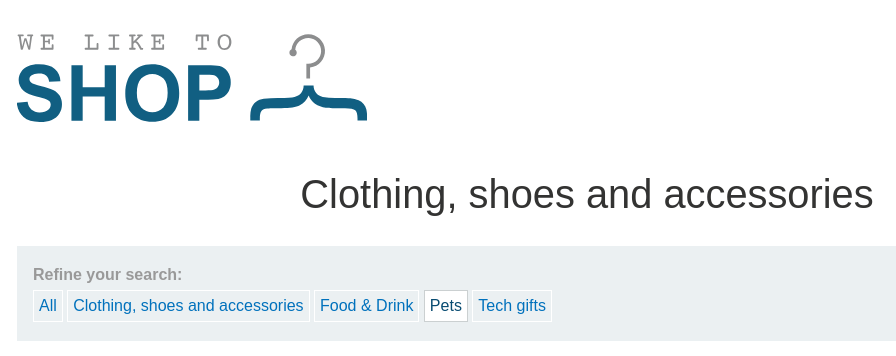 WE LIKE TO
SHOP
Clothing, shoes and accessories
Refine your search:
All Clothing, shoes and accessories Food & Drink Pets Tech gifts